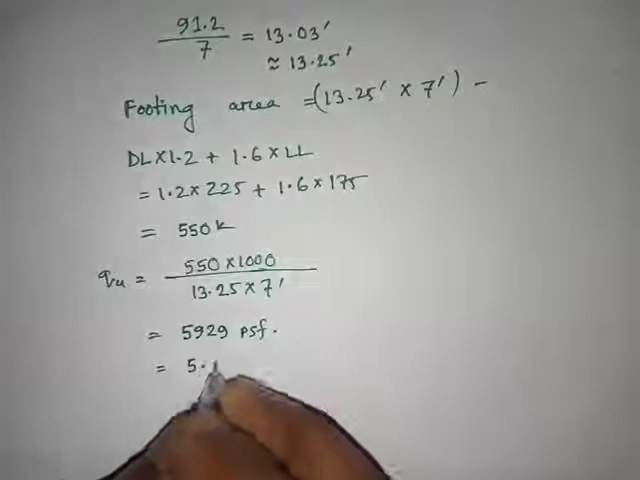 91.2 / 7 = 13.03'
≈ 13.25'
Footing area = (13.25' × 7') -
DL×1.2 + 1.6×LL
= 1.2×225 + 1.6×175
= 550k
qu = 550×1000 / 13.25×7'
= 5929 psf.
= 5.